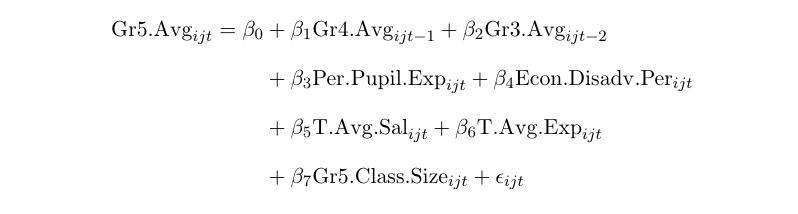 Gr5.Avg_{ijt} = β_0 + β_1Gr4.Avg_{ijt−1} + β_2Gr3.Avg_{ijt−2}
+ β_3Per.Pupil.Exp_{ijt} + β_4Econ.Disadv.Per_{ijt}
+ β_5T.Avg.Sal_{ijt} + β_6T.Avg.Exp_{ijt}
+ β_7Gr5.Class.Size_{ijt} + ϵ_{ijt}